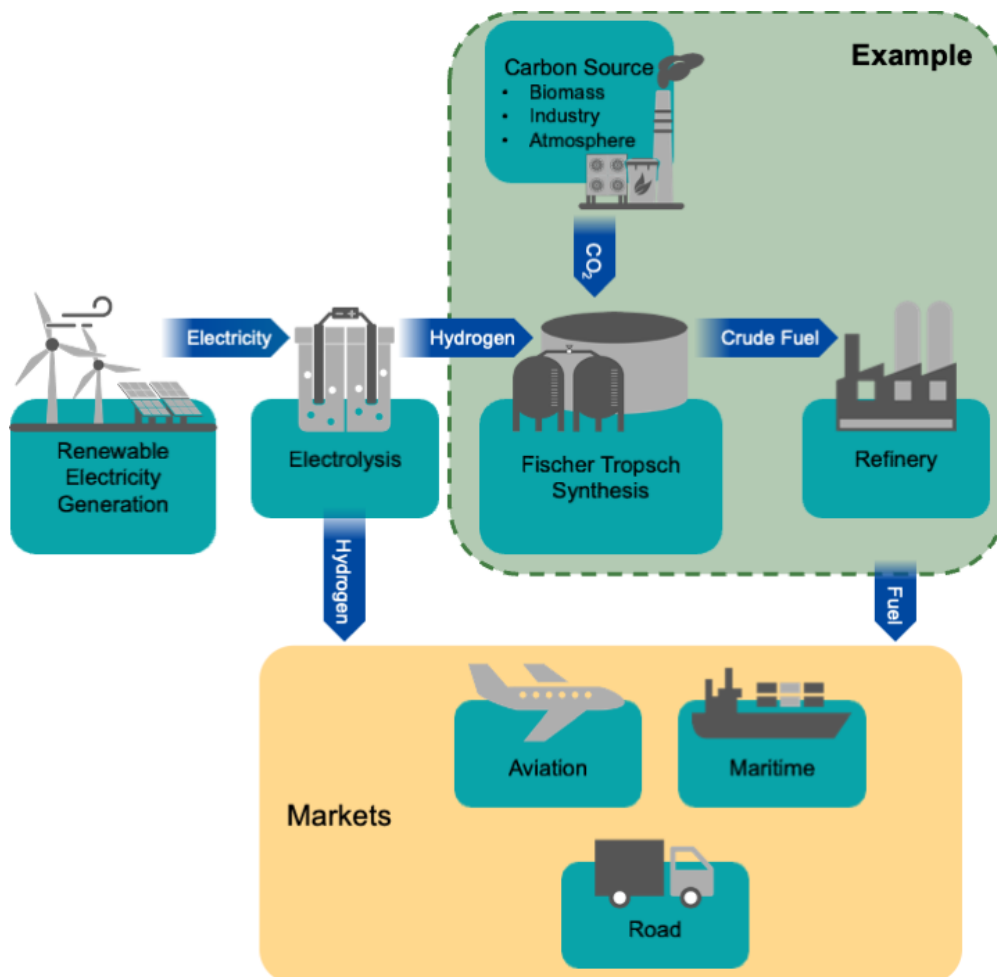 Example
Carbon Source
• Biomass
• Industry
• Atmosphere
CO₂
Electricity
Hydrogen
Crude Fuel
Renewable
Electricity
Generation
Electrolysis
Fischer Tropsch
Synthesis
Refinery
Hydrogen
Fuel
Aviation
Maritime
Markets
Road